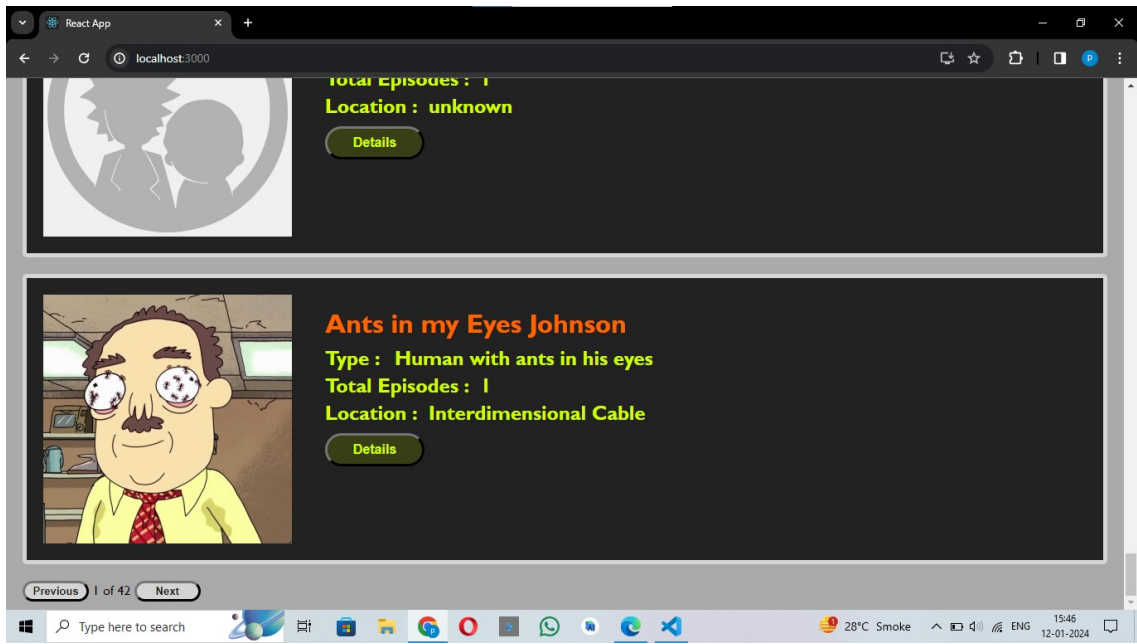 React App
localhost:3000
P
Total Episodes : 1
Location : unknown
Details
Ants in my Eyes Johnson
Type : Human with ants in his eyes
Total Episodes : 1
Location : Interdimensional Cable
Details
Previous 1 of 42 Next
Type here to search
28°C Smoke
ENG
15:46
12-01-2024